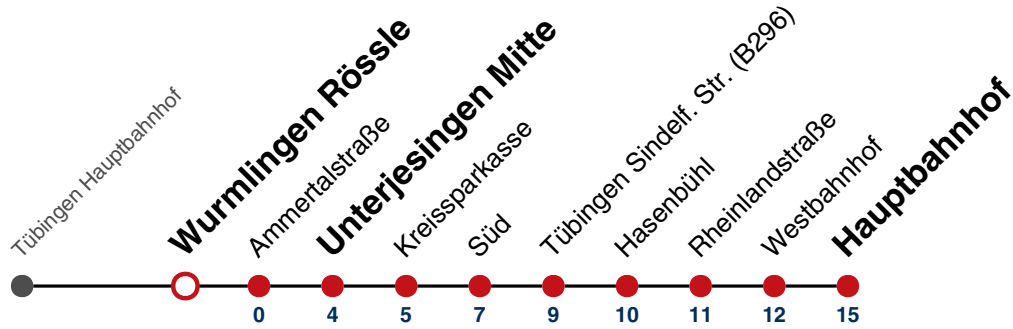 Tübingen Hauptbahnhof
Wurmlingen Rössle
Ammertalstraße
Unterjesingen Mitte
Kreissparkasse
Süd
Tübingen Sindelf. Str. (B296)
Hasenbühl
Rheinlandstraße
Westbahnhof
Hauptbahnhof
0 4 5 7 9 10 11 12 15